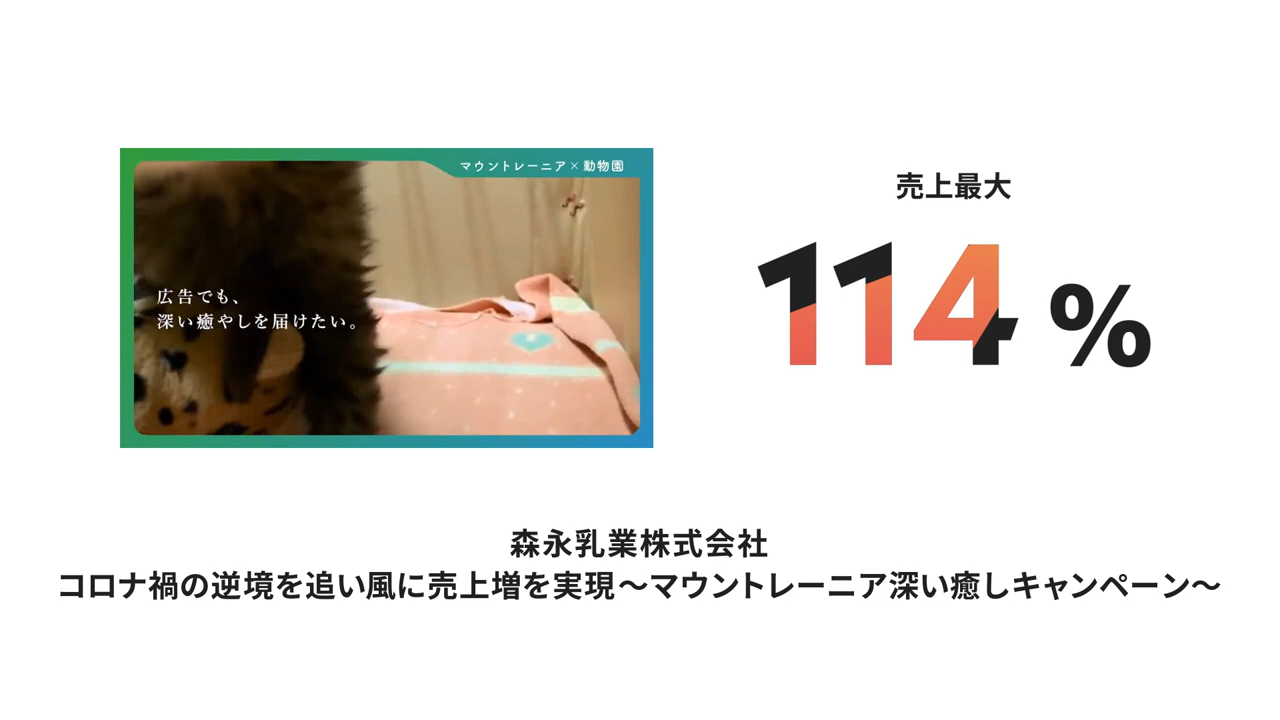 マウントレーニア×動物園
広告でも、
深い癒やしを届けたい。
売上最大
114%
森永乳業株式会社
コロナ禍の逆境を追い風に売上増を実現〜マウントレーニア深い癒しキャンペーン〜